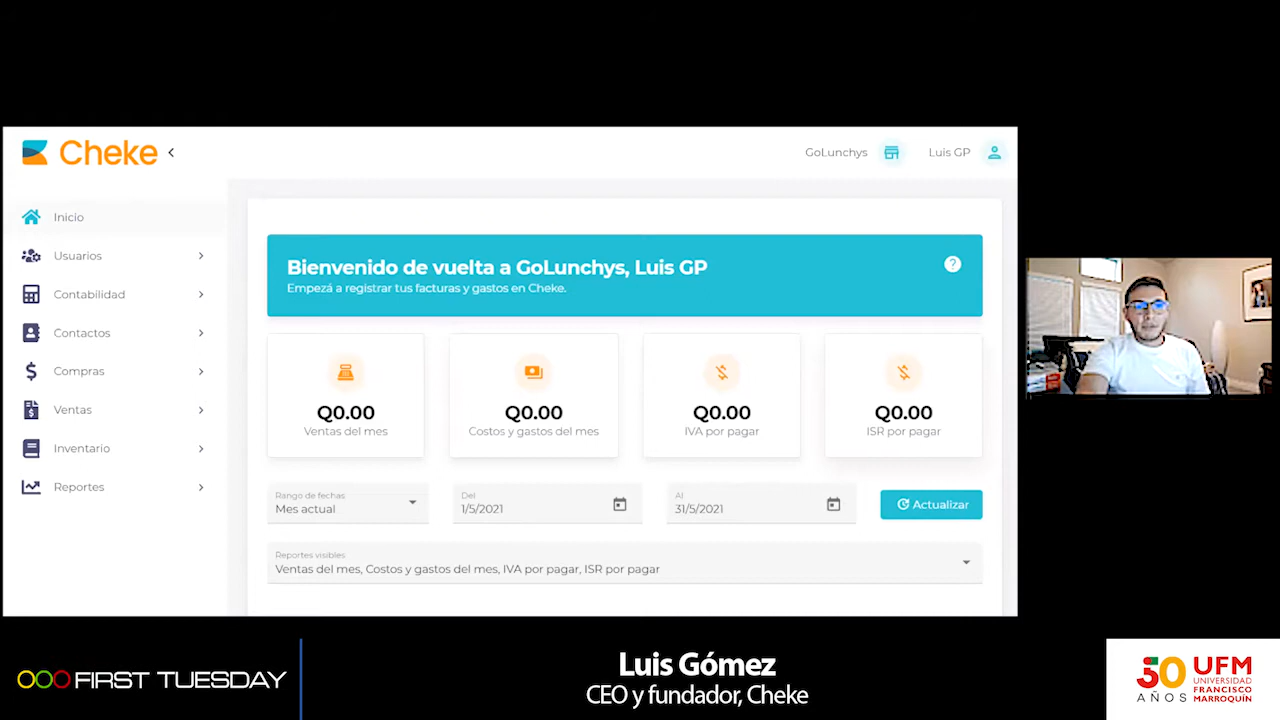 Cheke
GoLunchys
Luis GP
Inicio
Usuarios
Contabilidad
Contactos
Compras
Ventas
Inventario
Reportes
Bienvenido de vuelta a GoLunchys, Luis GP
Empezá a registrar tus facturas y gastos en Cheke.
Q0.00
Ventas del mes
Q0.00
Costos y gastos del mes
Q0.00
IVA por pagar
Q0.00
ISR por pagar
Rango de fechas
Mes actual
Del
1/5/2021
Al
31/5/2021
Actualizar
Reportes visibles
Ventas del mes, Costos y gastos del mes, IVA por pagar, ISR por pagar
FIRST TUESDAY
Luis Gómez
CEO y fundador, Cheke
50
AÑOS
UFM
UNIVERSIDAD
FRANCISCO
MARROQUÍN